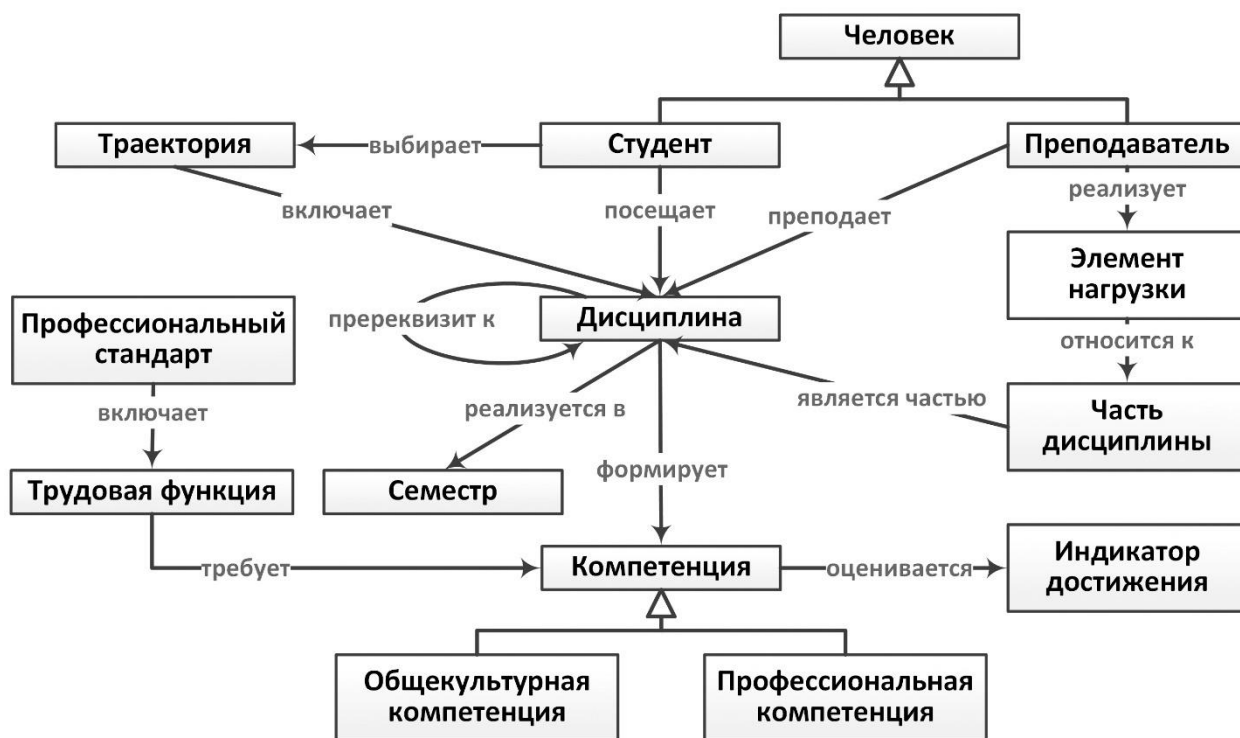 Человек
Траектория
выбирает
Студент
Преподаватель
включает
посещает
преподает
реализует
Элемент
нагрузки
Профессиональный
стандарт
пререквизит к
Дисциплина
относится к
включает
реализуется в
является частью
Часть
дисциплины
формирует
Трудовая функция
Семестр
требует
Компетенция
оценивается
Индикатор
достижения
Общекультурная
компетенция
Профессиональная
компетенция